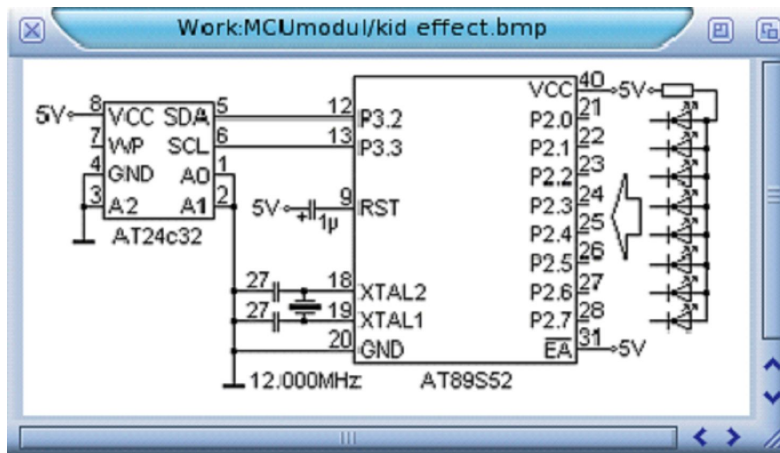 Work:MCUmodul/kid effect.bmp
VCC 40 5V
5V 8 VCC SDA 5 12 P3.2 P2.0 21
7 WP SCL 6 13 P3.3 P2.1 22
4 GND A0 1 P2.2 23
3 A2 A1 2 5V + 1µ 9 RST P2.3 24
AT24c32 P2.4 25
P2.5 26
27 18 XTAL2 P2.6 27
27 19 XTAL1 P2.7 28
20 GND EA 31 5V
12.000MHz AT89S52